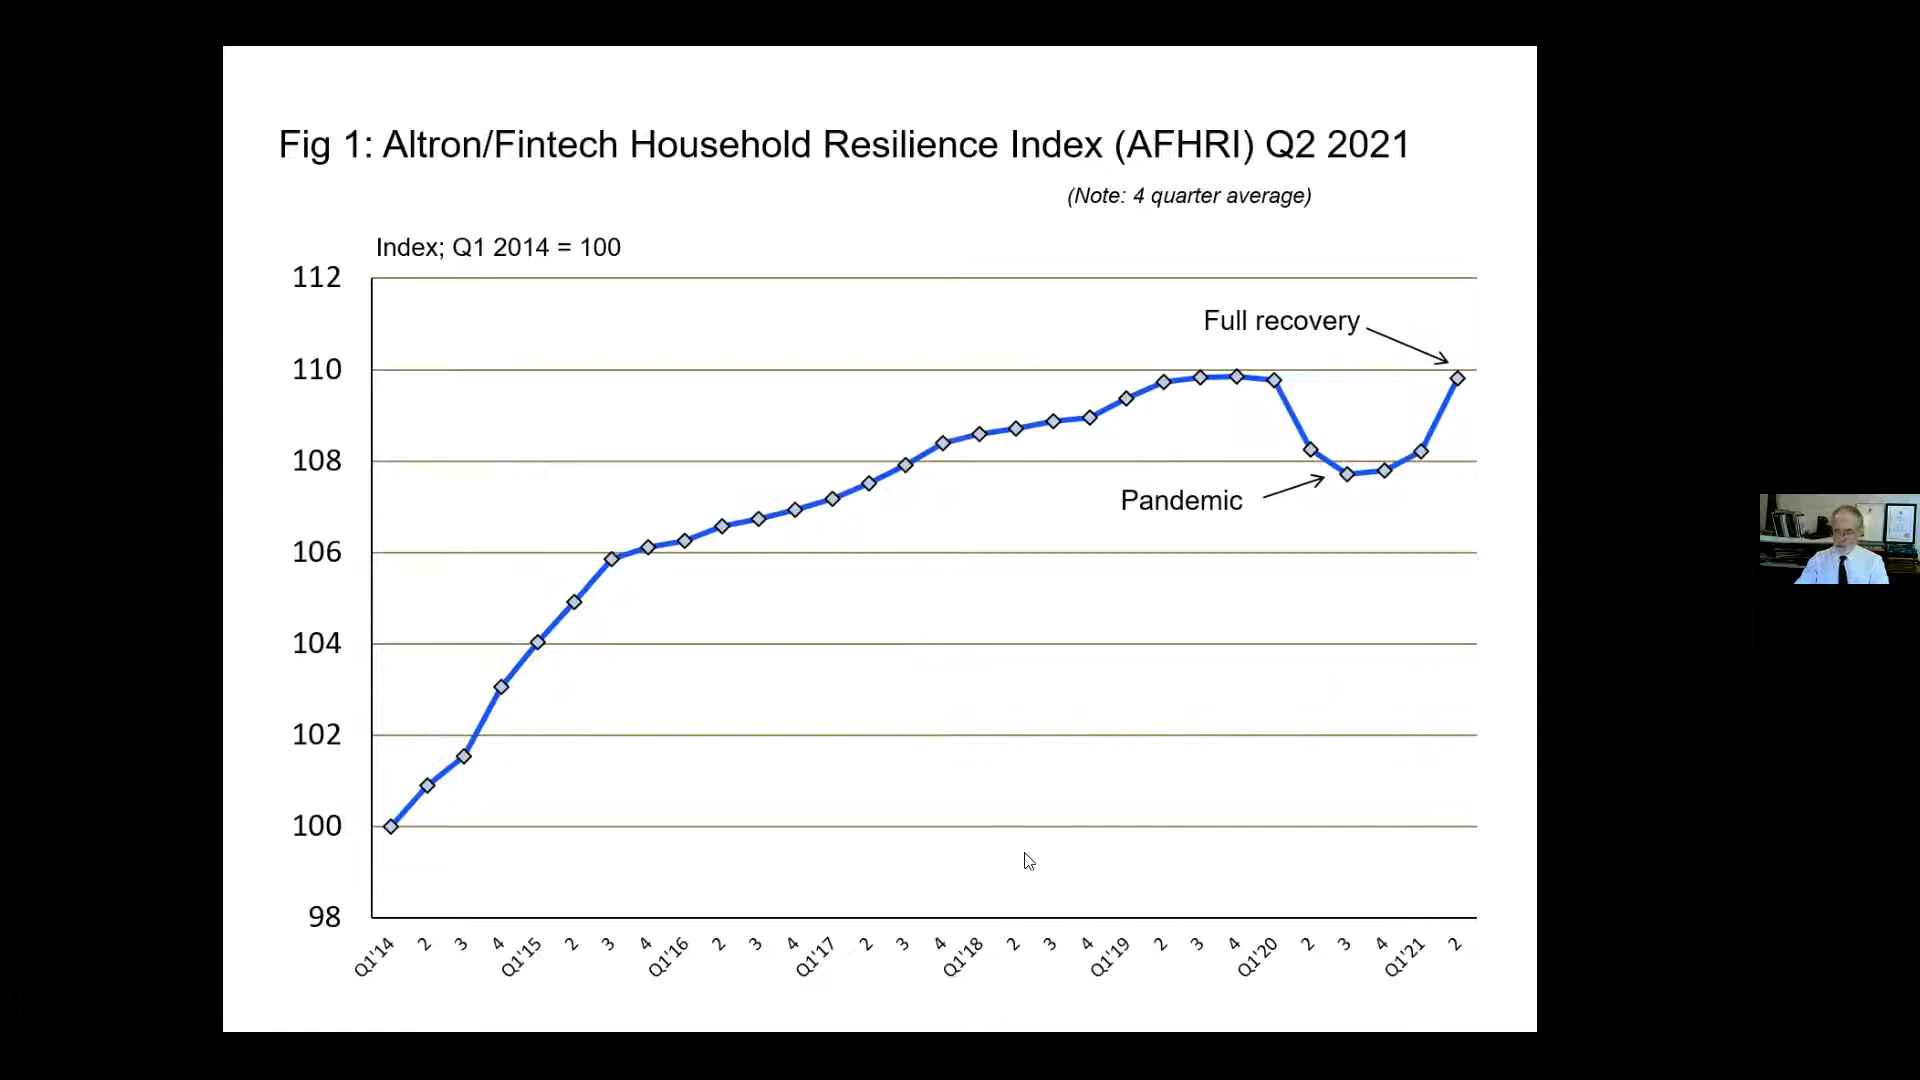 Fig 1: Altron/Fintech Household Resilience Index (AFHRI) Q2 2021
(Note: 4 quarter average)
Index; Q1 2014 = 100
112
Full recovery
110
108
Pandemic
106
104
102
100
98
Q1'14 2 3 4 Q1'15 2 3 4 Q1'16 2 3 4 Q1'17 2 3 4 Q1'18 2 3 4 Q1'19 2 3 4 Q1'20 2 3 4 Q1'21 2